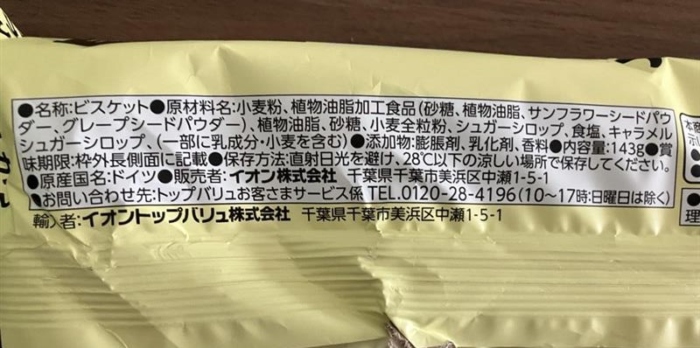 ●名称:ビスケット●原材料名:小麦粉、植物油脂加工食品(砂糖、植物油脂、サンフラワーシードパウ
ダー、グレープシードパウダー)、植物油脂、砂糖、小麦全粒粉、シュガーシロップ、食塩、キャラメル
シュガーシロップ、(一部に乳成分・小麦を含む)●添加物:膨脹剤、乳化剤、香料●内容量:143g●賞
味期限:枠外長側面に記載●保存方法:直射日光を避け、28℃以下の涼しい場所で保存してください。
●原産国名:ドイツ●販売者:イオン株式会社 千葉県千葉市美浜区中瀬1-5-1
●お問い合わせ先:トップバリュお客さまサービス係 TEL.0120-28-4196(10~17時:日曜日は除く)
輸入者:イオントップバリュ株式会社 千葉県千葉市美浜区中瀬1-5-1